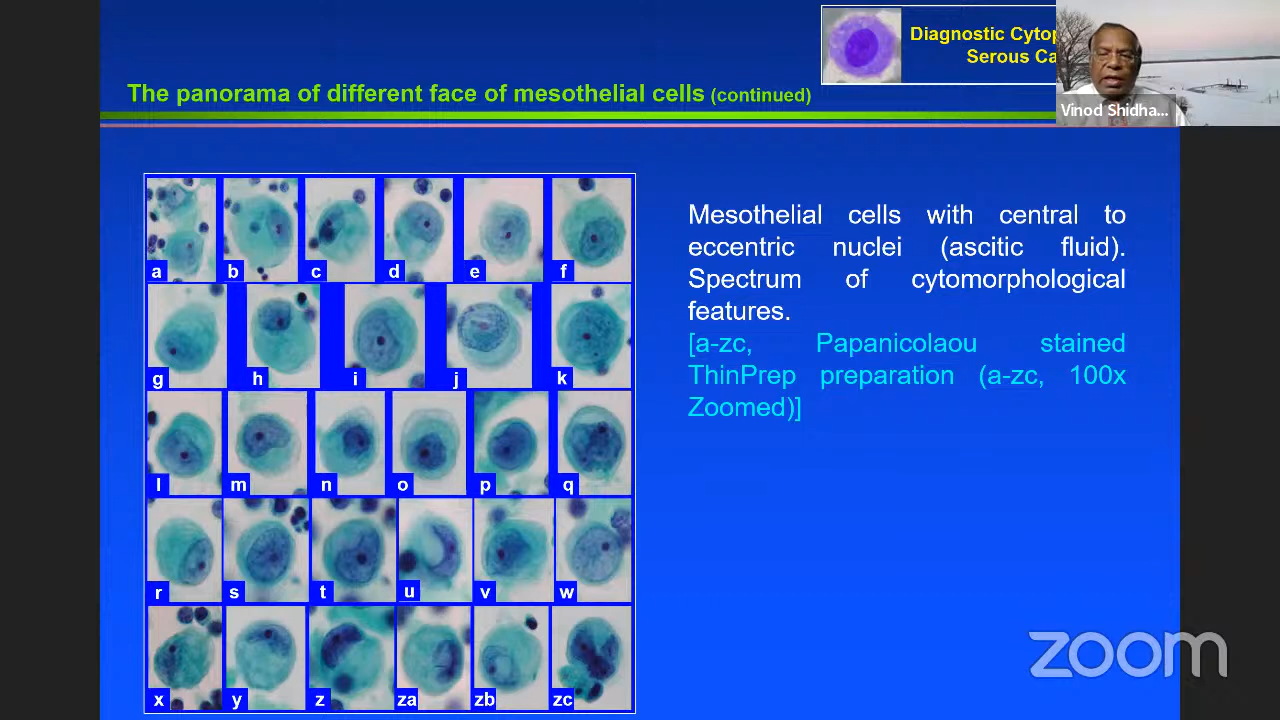 Diagnostic Cytop
Serous Ca
Vinod Shidha...
The panorama of different face of mesothelial cells (continued)
a b c d e f
g h i j k
l m n o p q
r s t u v w
x y z za zb zc
Mesothelial cells with central to
eccentric nuclei (ascitic fluid).
Spectrum of cytomorphological
features.
[a-zc, Papanicolaou stained
ThinPrep preparation (a-zc, 100x
Zoomed)]
zoom